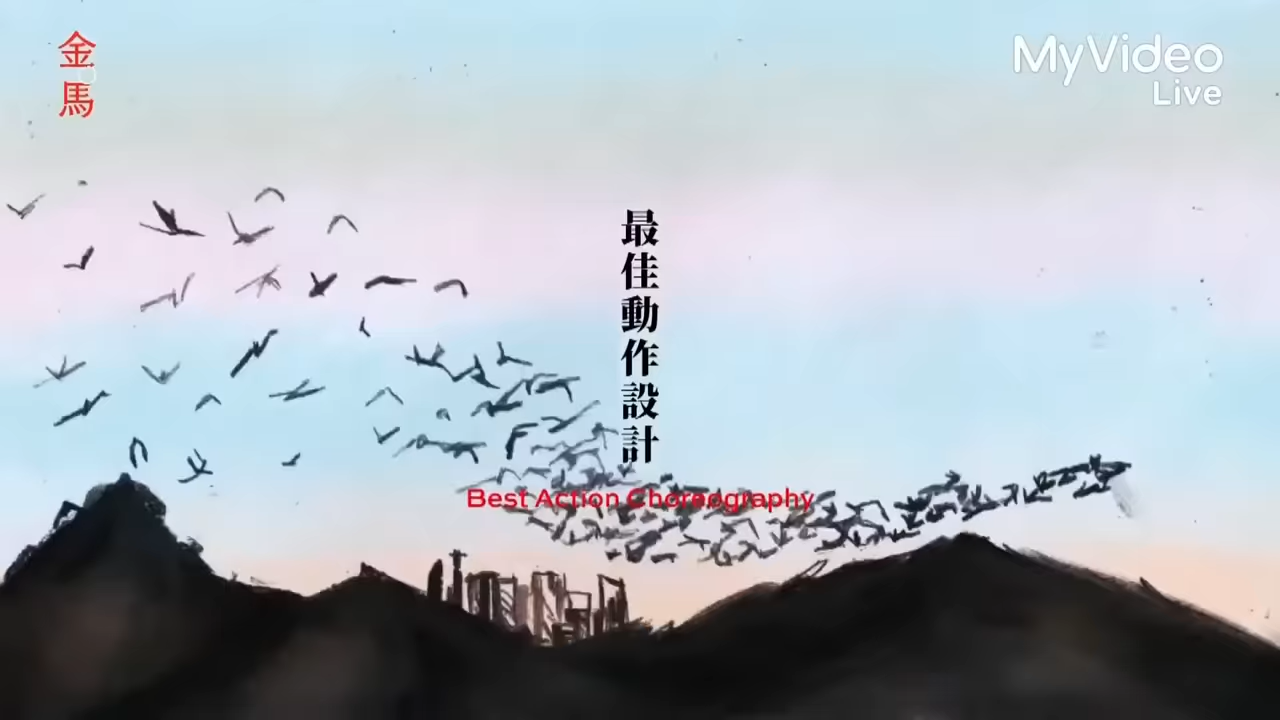 金馬
MyVideo
Live
最佳動作設計
Best Action Choreography